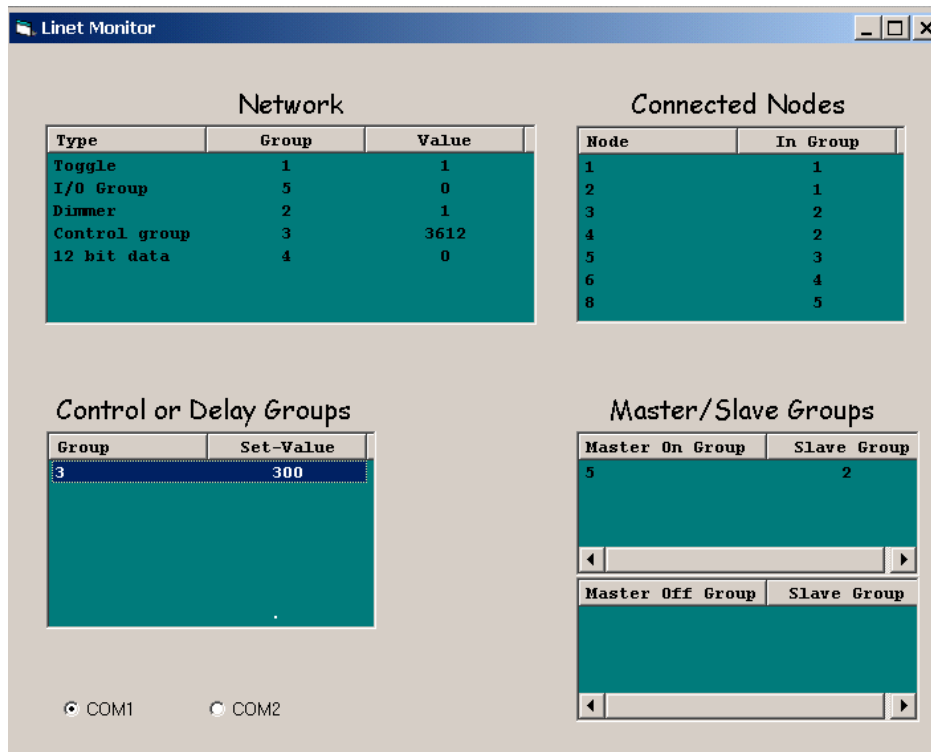 Linet Monitor
Network
Type Group Value
Toggle 1 1
I/O Group 5 0
Dimmer 2 1
Control group 3 3612
12 bit data 4 0
Connected Nodes
Node In Group
1 1
2 1
3 2
4 2
5 3
6 4
8 5
Control or Delay Groups
Group Set-Value
3 300
Master/Slave Groups
Master On Group Slave Group
5 2
Master Off Group Slave Group
COM1 COM2